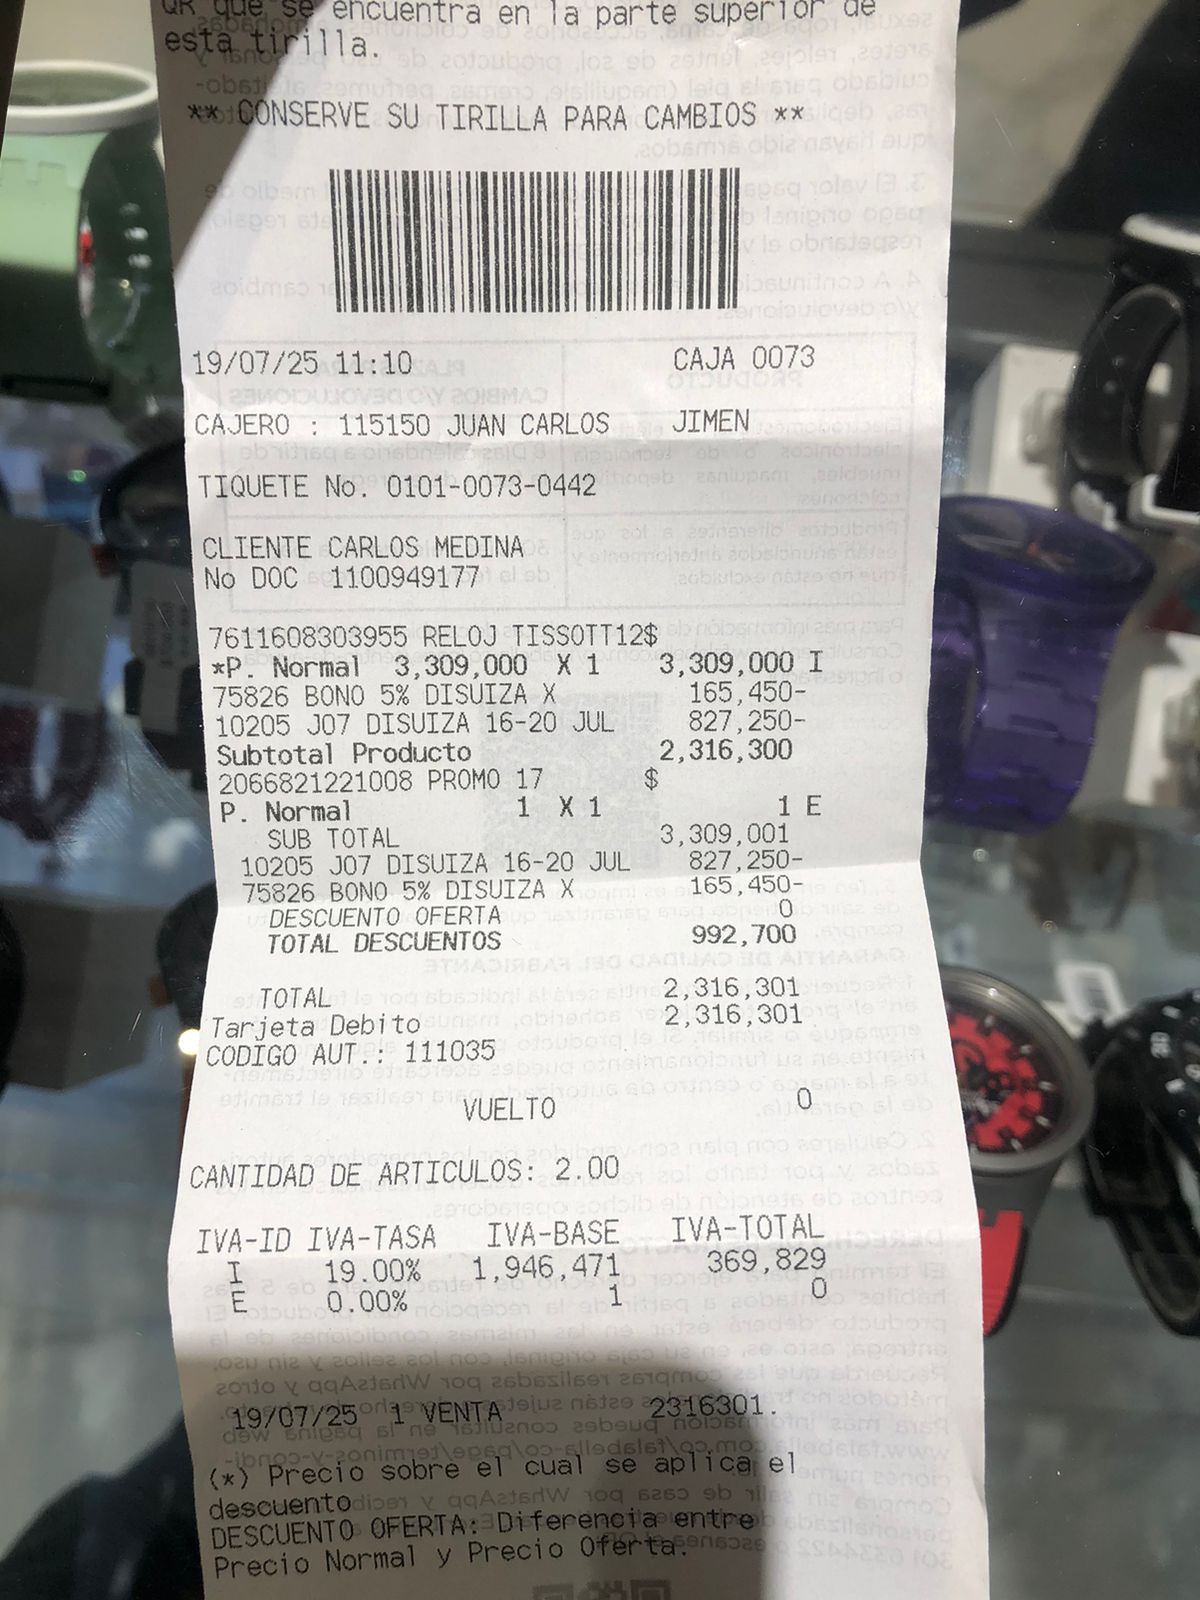 QR que se encuentra en la parte superior de
esta tirilla.
** CONSERVE SU TIRILLA PARA CAMBIOS **
19/07/25 11:10 CAJA 0073
CAJERO : 115150 JUAN CARLOS JIMEN
TIQUETE No. 0101-0073-0442
CLIENTE CARLOS MEDINA
No DOC 1100949177
7611608303955 RELOJ TISSOTT12$
*P. Normal 3,309,000 X 1 3,309,000 I
75826 BONO 5% DISUIZA X 165,450-
10205 J07 DISUIZA 16-20 JUL 827,250-
Subtotal Producto 2,316,300
2066821221008 PROMO 17 $
P. Normal 1 X 1 1 E
SUB TOTAL 3,309,001
10205 J07 DISUIZA 16-20 JUL 827,250-
75826 BONO 5% DISUIZA X 165,450-
DESCUENTO OFERTA 0
TOTAL DESCUENTOS 992,700
TOTAL 2,316,301
Tarjeta Debito 2,316,301
CODIGO AUT.: 111035
VUELTO 0
CANTIDAD DE ARTICULOS: 2.00
IVA-ID IVA-TASA IVA-BASE IVA-TOTAL
I 19.00% 1,946,471 369,829
E 0.00% 1 0
19/07/25 1 VENTA 2316301.
(*) Precio sobre el cual se aplica el
descuento
DESCUENTO OFERTA: Diferencia entre
Precio Normal y Precio Oferta.